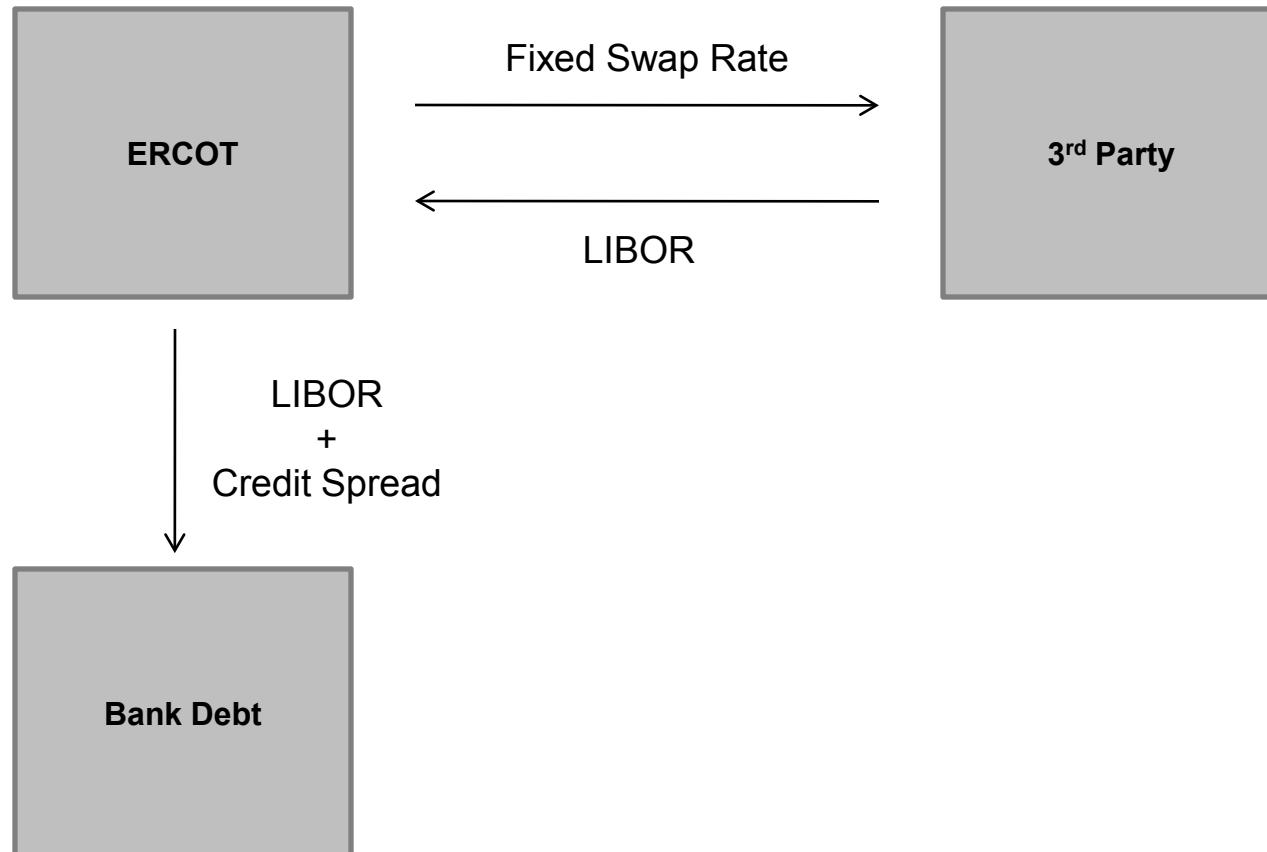 Fixed Swap Rate
ERCOT
3rd Party
LIBOR
LIBOR
+
Credit Spread
Bank Debt